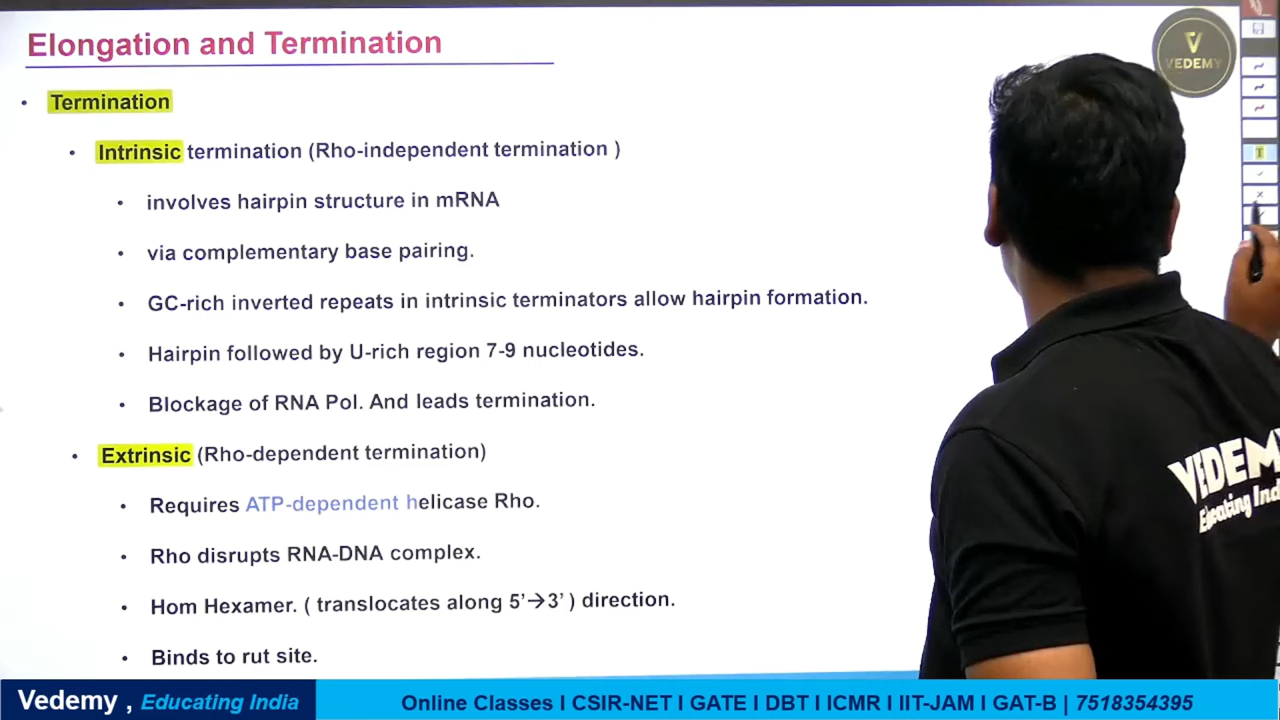 Elongation and Termination
VEDEMY
• Termination
• Intrinsic termination (Rho-independent termination )
• involves hairpin structure in mRNA
• via complementary base pairing.
• GC-rich inverted repeats in intrinsic terminators allow hairpin formation.
• Hairpin followed by U-rich region 7-9 nucleotides.
• Blockage of RNA Pol. And leads termination.
• Extrinsic (Rho-dependent termination)
• Requires ATP-dependent helicase Rho.
• Rho disrupts RNA-DNA complex.
• Hom Hexamer. ( translocates along 5’→3’ ) direction.
• Binds to rut site.
VEDEM
Educating Ind
Vedemy , Educating India
Online Classes I CSIR-NET I GATE I DBT I ICMR I IIT-JAM I GAT-B | 7518354395